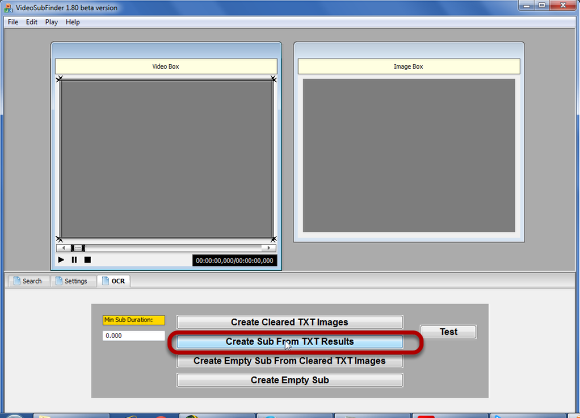 VideoSubFinder 1.80 beta version
File Edit Play Help
Video Box
Image Box
00:00:00,000/00:00:00,000
Search Settings OCR
Min Sub Duration:
0.000
Create Cleared TXT Images
Create Sub From TXT Results
Test
Create Empty Sub From Cleared TXT Images
Create Empty Sub